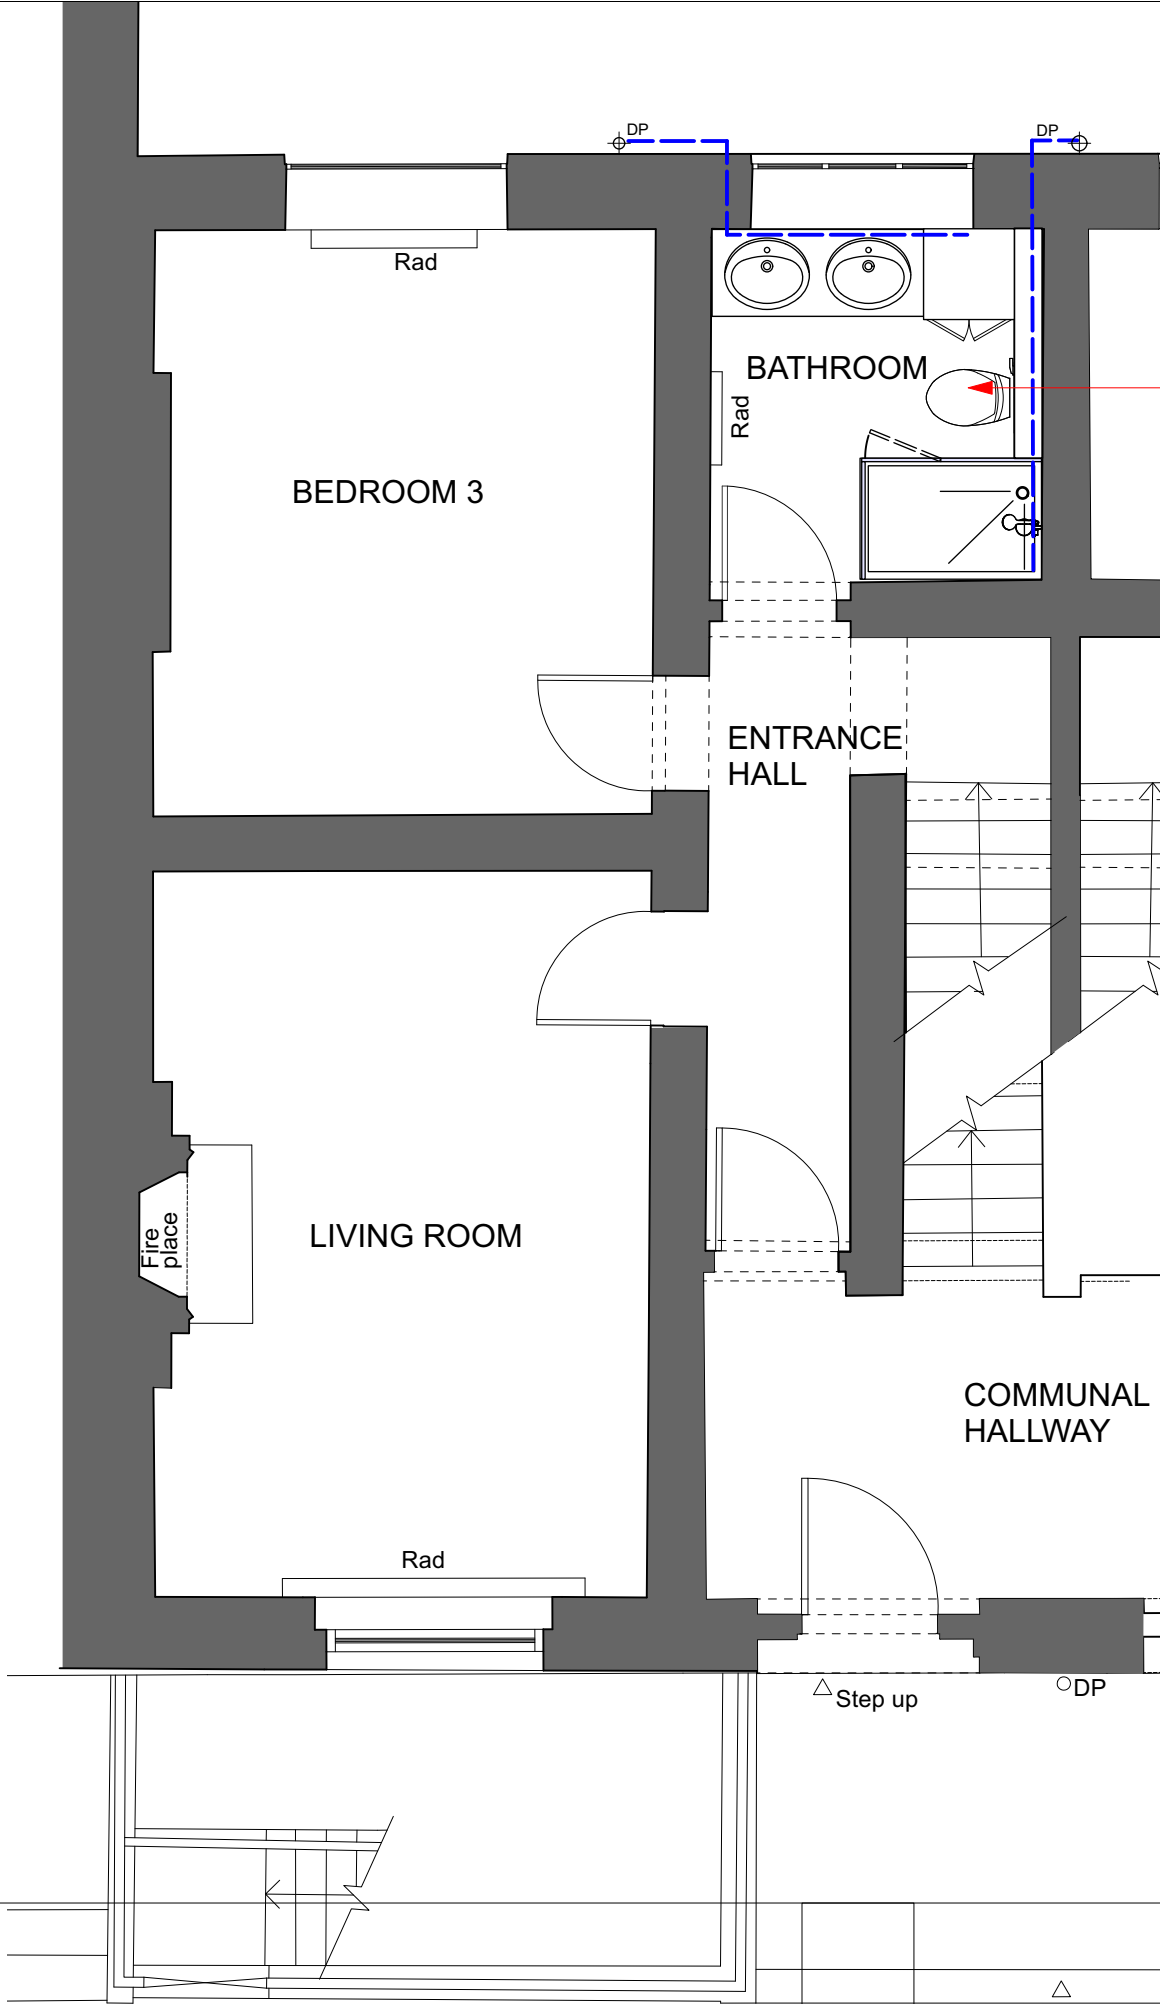 DP
DP
Rad
BATHROOM
Rad
BEDROOM 3
ENTRANCE
HALL
Fire
place
LIVING ROOM
COMMUNAL
HALLWAY
Rad
Step up
DP